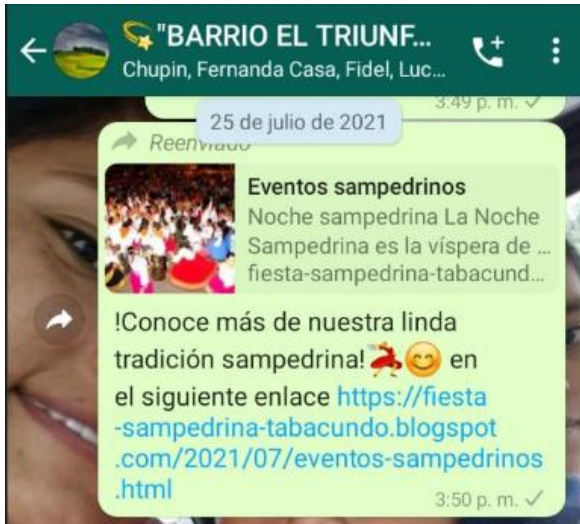 "BARRIO EL TRIUNF...
Chupin, Fernanda Casa, Fidel, Luc...
3:49 p. m.
25 de julio de 2021
Reenviado
Eventos sampedrinos
Noche sampedrina La Noche
Sampedrina es la víspera de ...
fiesta-sampedrina-tabacund...
!Conoce más de nuestra linda
tradición sampedrina!💃😊 en
el siguiente enlace https://fiesta
-sampedrina-tabacundo.blogspot
.com/2021/07/eventos-sampedrinos
.html
3:50 p. m.